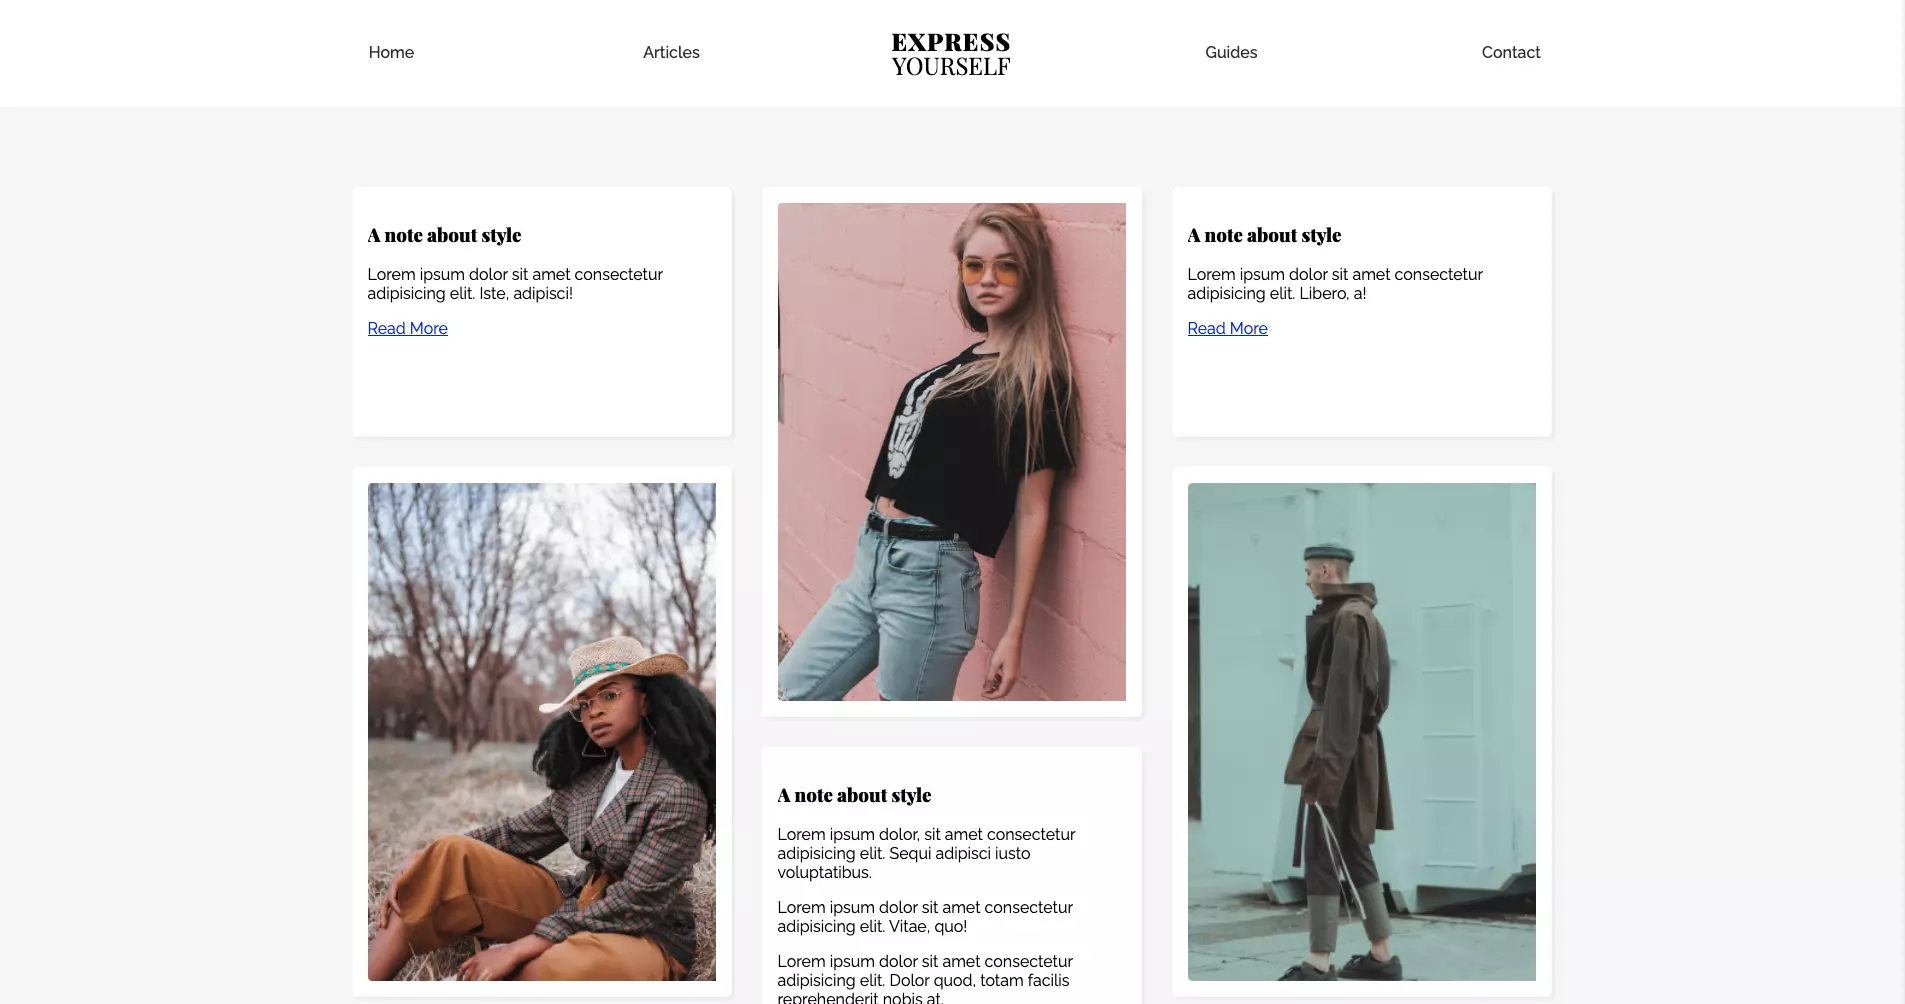 Home
Articles
EXPRESS
YOURSELF
Guides
Contact
A note about style
Lorem ipsum dolor sit amet consectetur
adipisicing elit. Iste, adipisci!
Read More
A note about style
Lorem ipsum dolor sit amet consectetur
adipisicing elit. Libero, a!
Read More
A note about style
Lorem ipsum dolor, sit amet consectetur
adipisicing elit. Sequi adipisci iusto
voluptatibus.
Lorem ipsum dolor sit amet consectetur
adipisicing elit. Vitae, quo!
Lorem ipsum dolor sit amet consectetur
adipisicing elit. Dolor quod, totam facilis
reprehenderit nobis at.